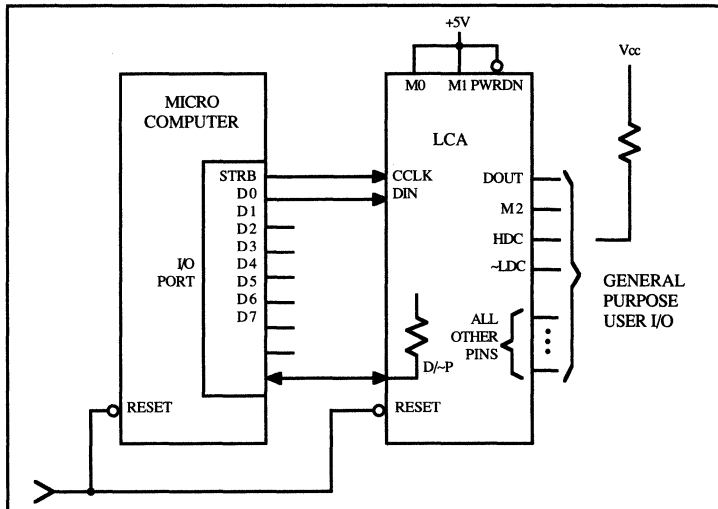 +5V
Vcc
M0 M1 PWRDN
MICRO
COMPUTER
LCA
STRB
D0
D1
D2
D3
D4
D5
D6
D7
I/O
PORT
CCLK
DIN
DOUT
M2
HDC
~LDC
GENERAL
PURPOSE
USER I/O
ALL
OTHER
PINS
D/~P
RESET
RESET